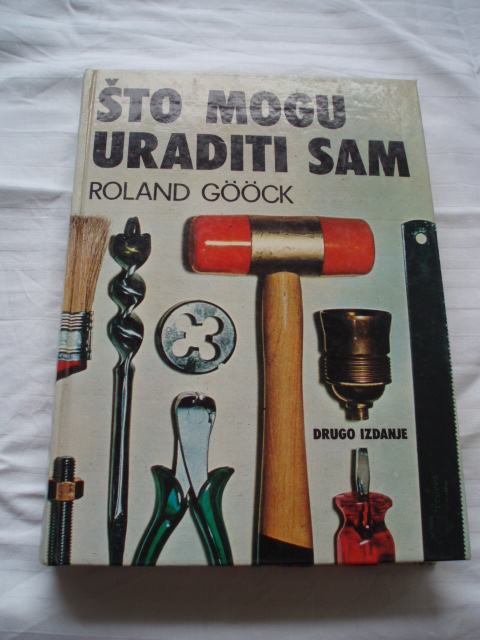 ŠTO MOGU
URADITI SAM
ROLAND GÖÖCK
DRUGO IZDANJE